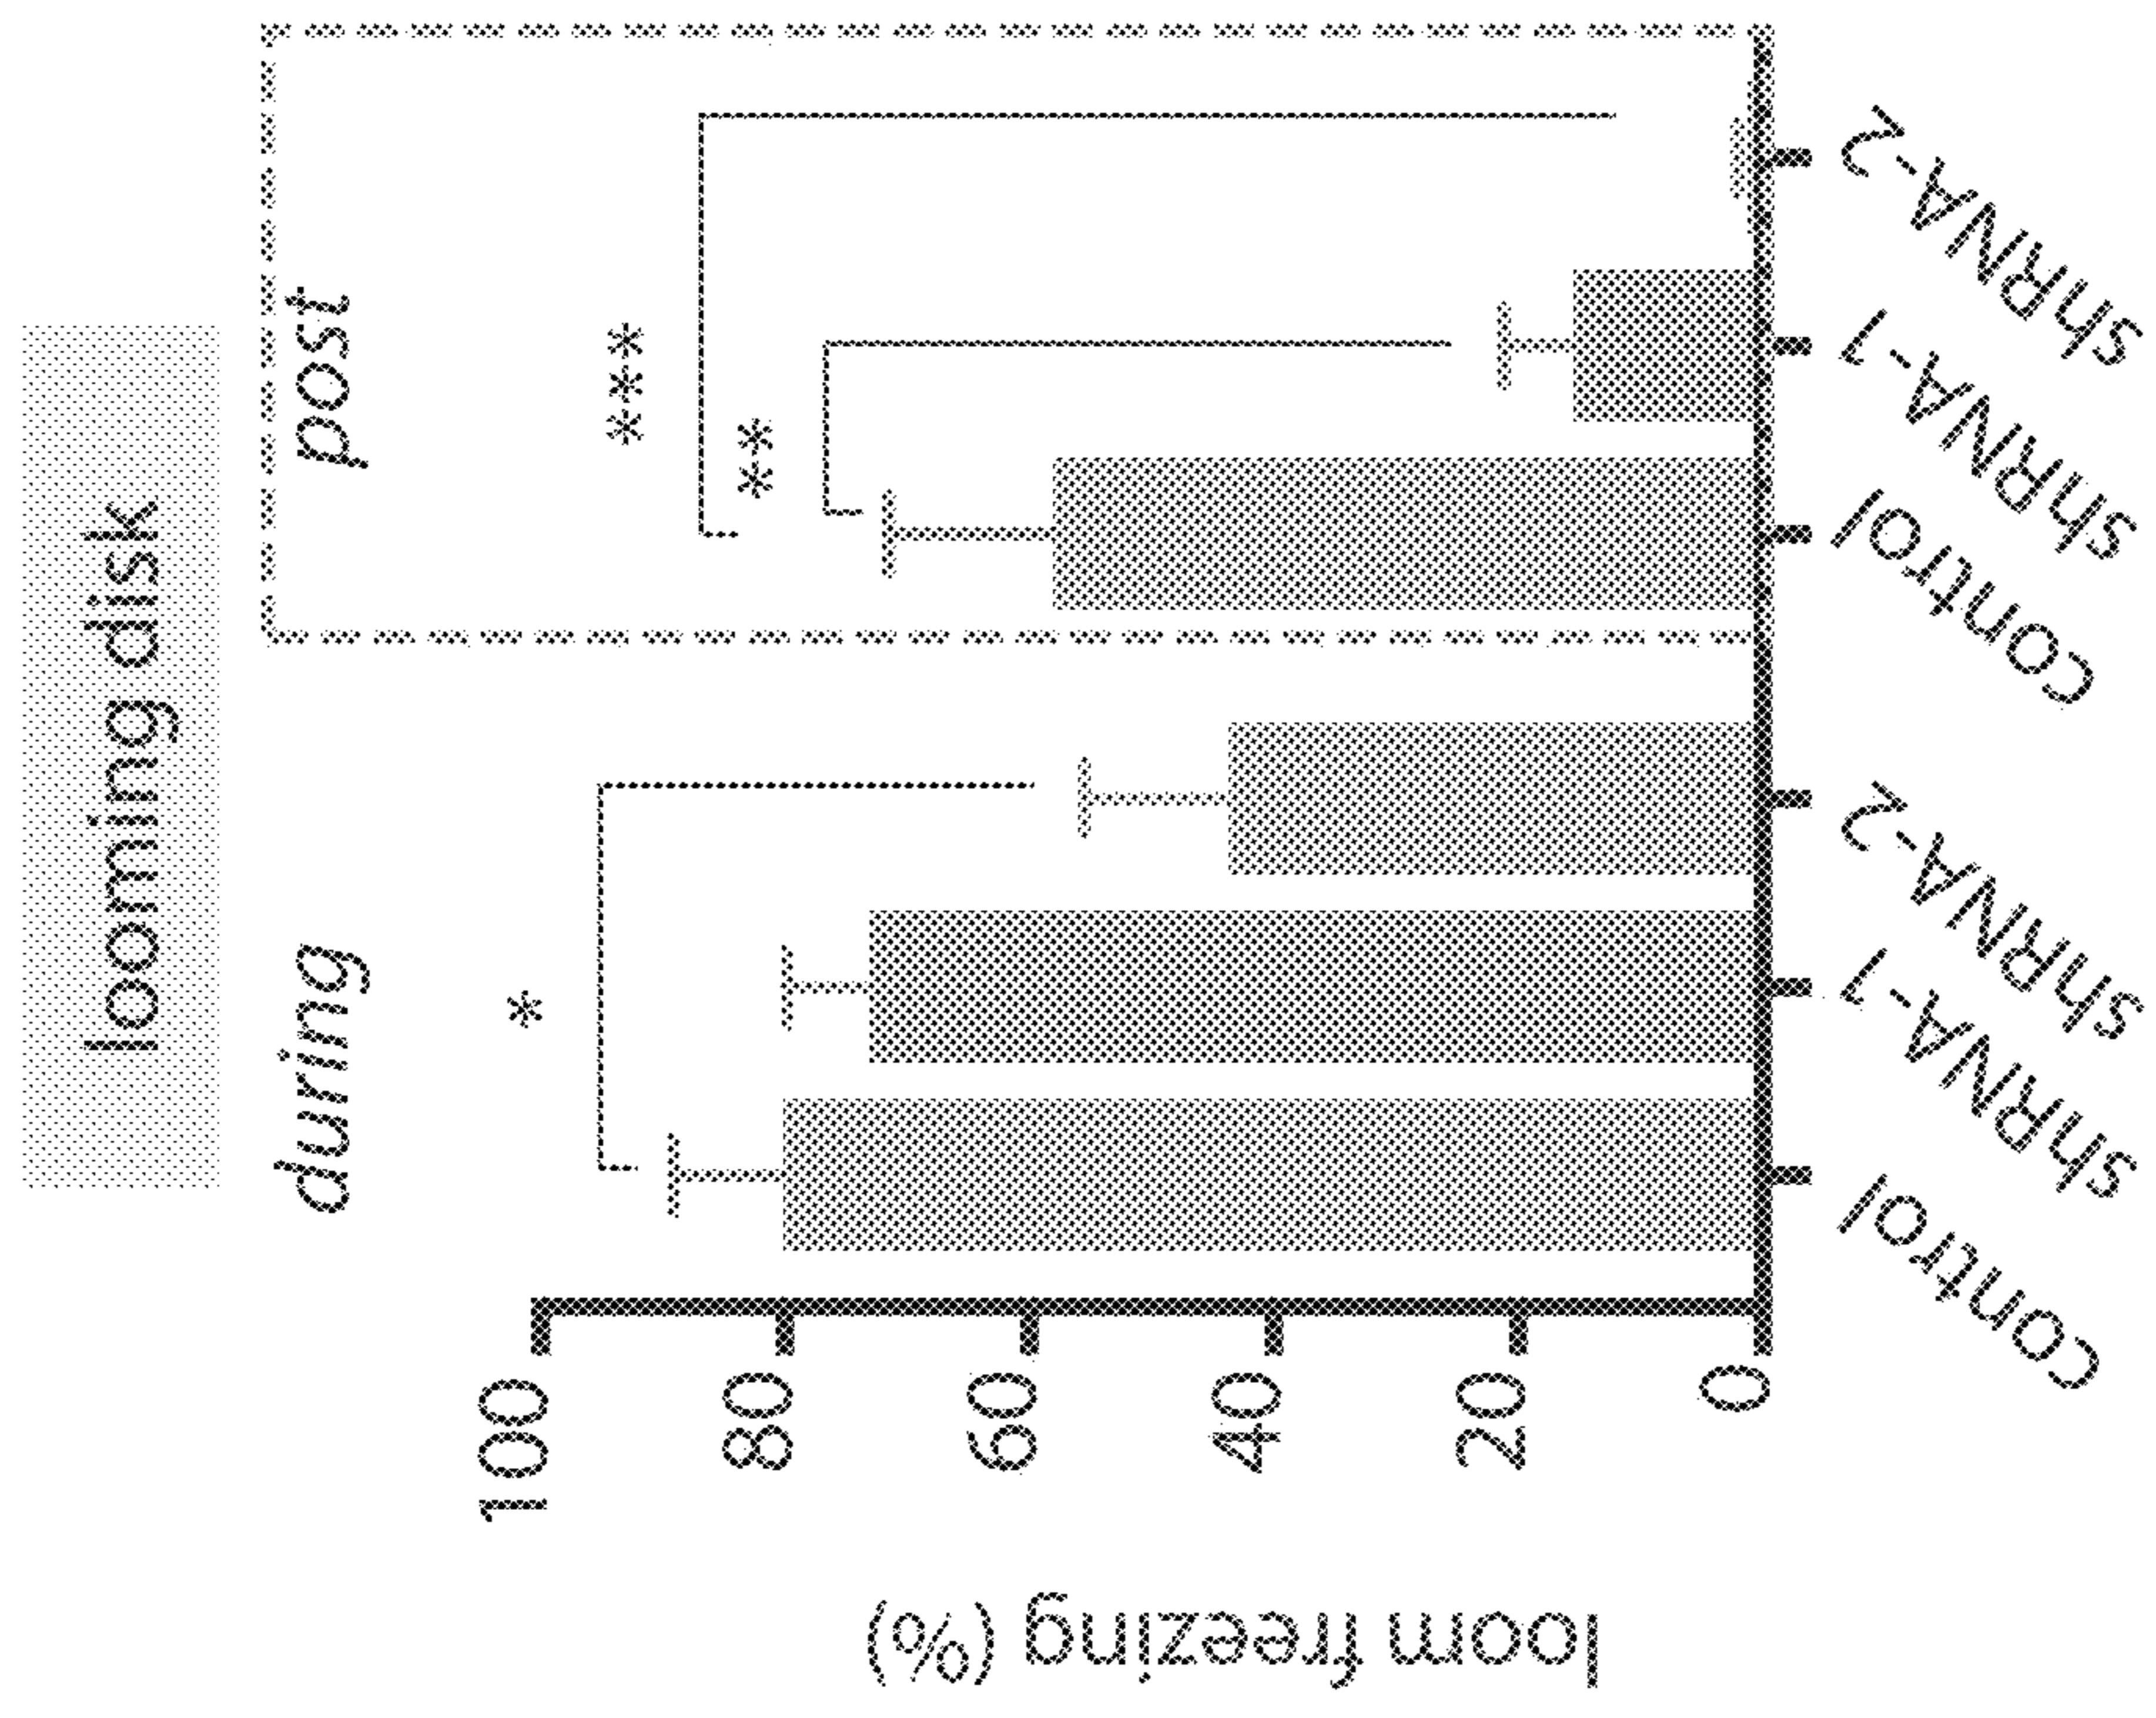 looming disk
during
post
*
***
**
loom freezing (%)
100
80
60
40
20
0
control
shRNA-1
shRNA-2
control
shRNA-1
shRNA-2